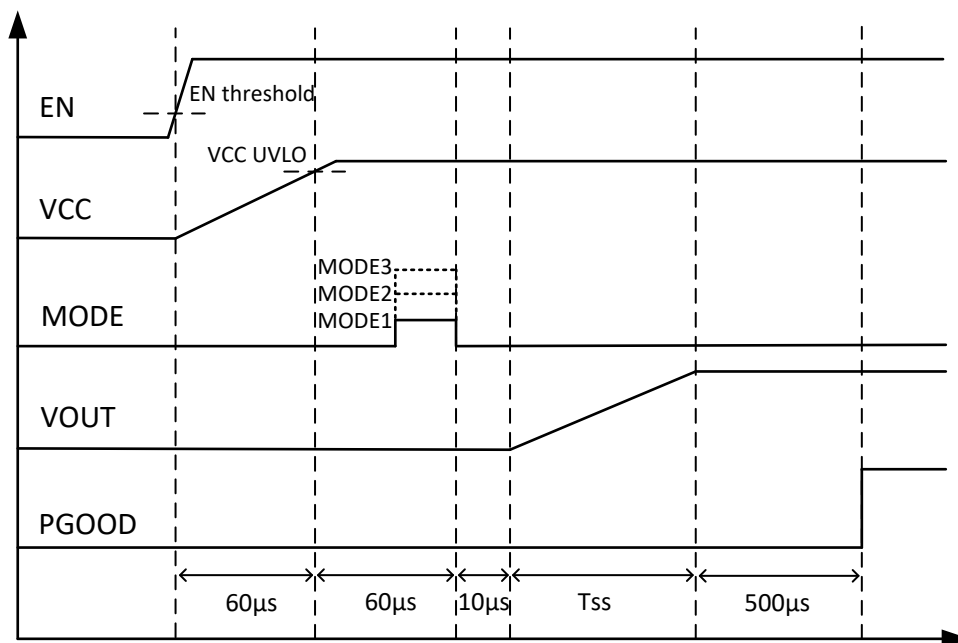 EN
EN threshold
VCC UVLO
VCC
MODE3
MODE2
MODE
MODE1
VOUT
PGOOD
60μs 60μs 10μs Tss 500μs